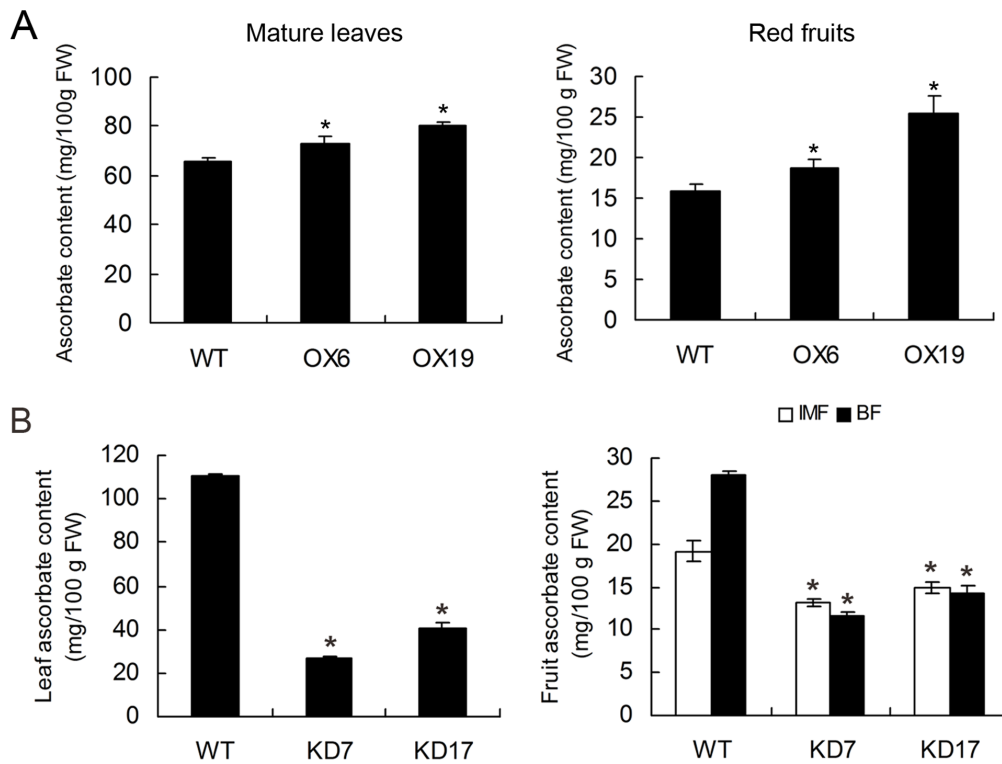 A
Mature leaves
Ascorbate content (mg/100g FW)
100
80
60
40
20
0
*
*
WT OX6 OX19
Red fruits
Ascorbate content (mg/100 g FW)
30
25
20
15
10
5
0
*
*
WT OX6 OX19
B
Leaf ascorbate content
(mg/100 g FW)
120
100
80
60
40
20
0
*
*
WT KD7 KD17
IMF BF
Fruit ascorbate content
(mg/100 g FW)
30
25
20
15
10
5
0
* *
* *
WT KD7 KD17